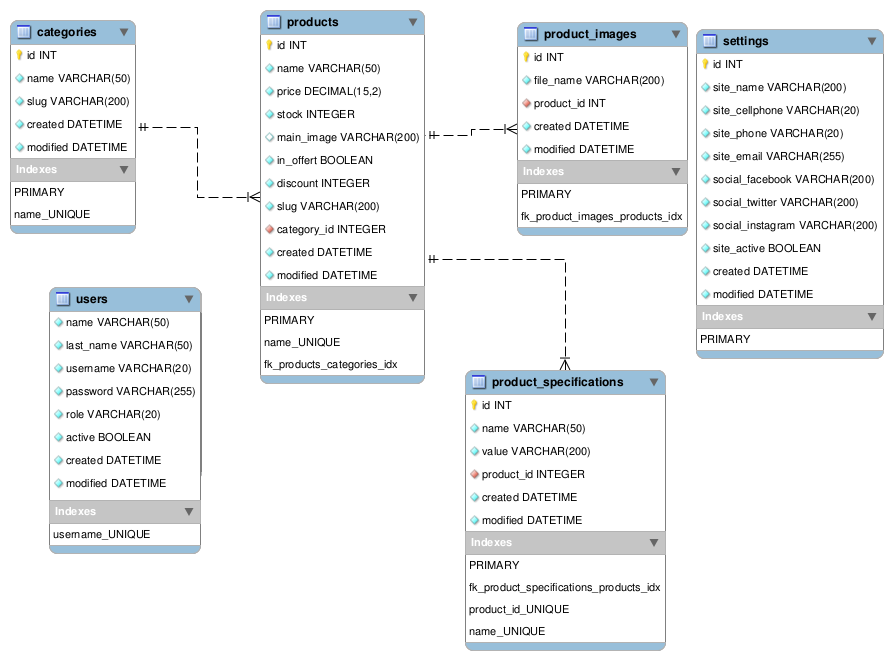 categories
id INT
name VARCHAR(50)
slug VARCHAR(200)
created DATETIME
modified DATETIME
Indexes
PRIMARY
name_UNIQUE
products
id INT
name VARCHAR(50)
price DECIMAL(15,2)
stock INTEGER
main_image VARCHAR(200)
in_offert BOOLEAN
discount INTEGER
slug VARCHAR(200)
category_id INTEGER
created DATETIME
modified DATETIME
Indexes
PRIMARY
name_UNIQUE
fk_products_categories_idx
product_images
id INT
file_name VARCHAR(200)
product_id INT
created DATETIME
modified DATETIME
Indexes
PRIMARY
fk_product_images_products_idx
settings
id INT
site_name VARCHAR(200)
site_cellphone VARCHAR(20)
site_phone VARCHAR(20)
site_email VARCHAR(255)
social_facebook VARCHAR(200)
social_twitter VARCHAR(200)
social_instagram VARCHAR(200)
site_active BOOLEAN
created DATETIME
modified DATETIME
Indexes
PRIMARY
users
name VARCHAR(50)
last_name VARCHAR(50)
username VARCHAR(20)
password VARCHAR(255)
role VARCHAR(20)
active BOOLEAN
created DATETIME
modified DATETIME
Indexes
username_UNIQUE
product_specifications
id INT
name VARCHAR(50)
value VARCHAR(200)
product_id INTEGER
created DATETIME
modified DATETIME
Indexes
PRIMARY
fk_product_specifications_products_idx
product_id_UNIQUE
name_UNIQUE